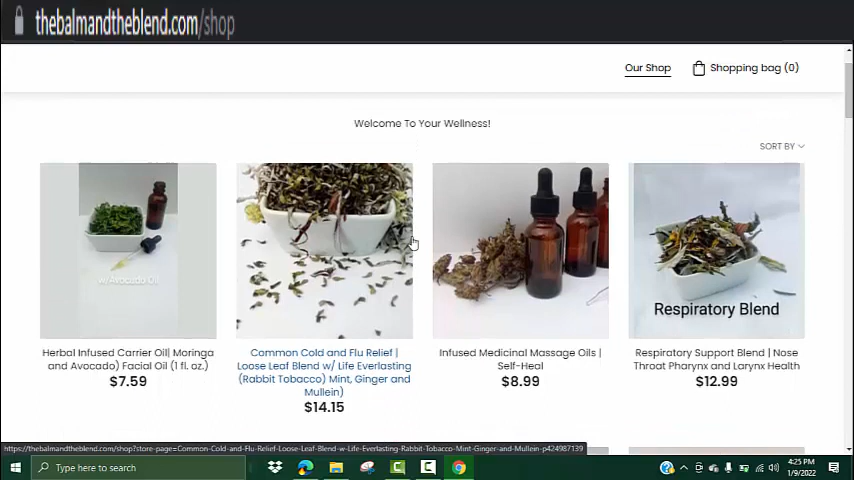 thebalmandtheblend.com/shop
Our Shop
Shopping bag (0)
Welcome To Your Wellness!
SORT BY
w/Avocado Oil
Respiratory Blend
Herbal Infused Carrier Oil| Moringa
and Avocado) Facial Oil (1 fl. oz.)
$7.59
Common Cold and Flu Relief |
Loose Leaf Blend w/ Life Everlasting
(Rabbit Tobacco) Mint, Ginger and
Mullein)
$14.15
Infused Medicinal Massage Oils |
Self-Heal
$8.99
Respiratory Support Blend | Nose
Throat Pharynx and Larynx Health
$12.99
https://thebalmandtheblend.com/shop?store-page=Common-Cold-and-Flu-Relief-Loose-Leaf-Blend-w-Life-Everlasting-Rabbit-Tobacco-Mint-Ginger-and-Mullein-p424987139
Type here to search
4:25 PM
1/9/2022